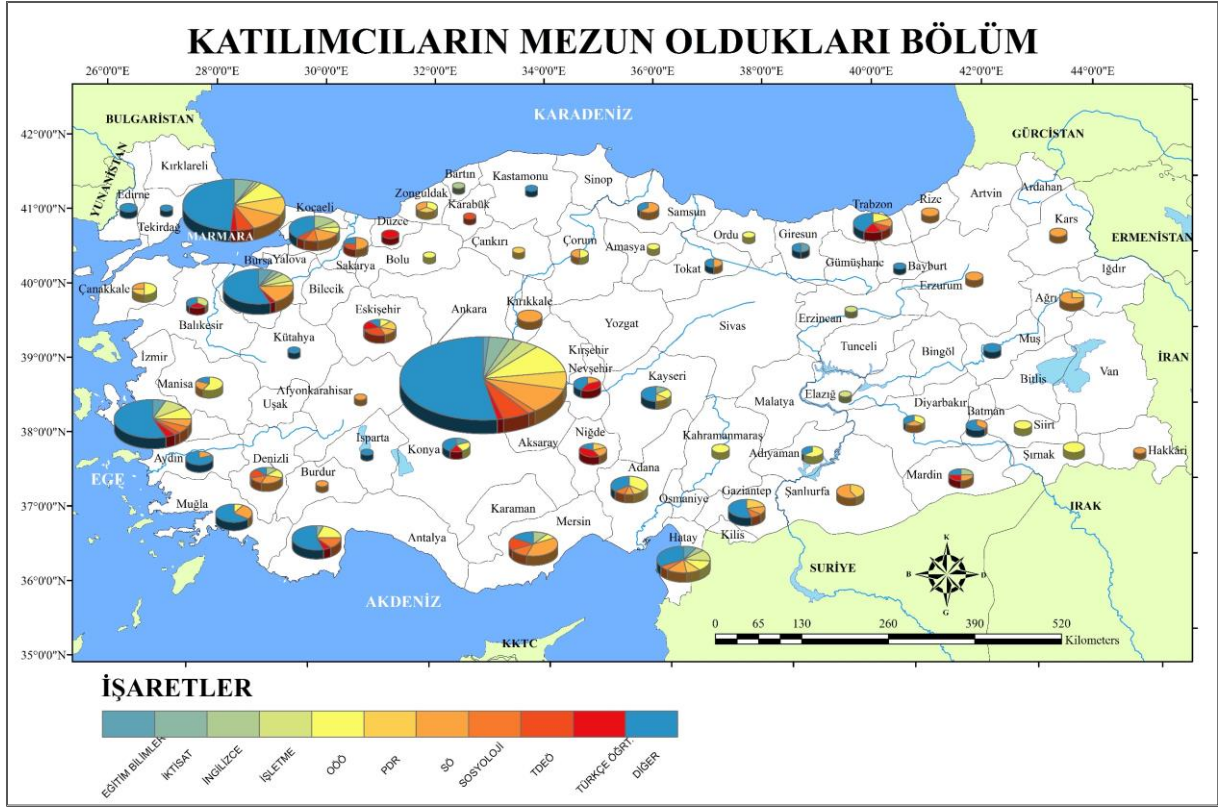 KATILIMCILARIN MEZUN OLDUKLARI BÖLÜM
26°0'0"E 28°0'0"E 30°0'0"E 32°0'0"E 34°0'0"E 36°0'0"E 38°0'0"E 40°0'0"E 42°0'0"E 44°0'0"E
42°0'0"N
41°0'0"N
40°0'0"N
39°0'0"N
38°0'0"N
37°0'0"N
36°0'0"N
35°0'0"N
BULGARİSTAN
KARADENİZ
GÜRCİSTAN
YUNANİSTAN
ERMENİSTAN
İRAN
IRAK
SURİYE
KKTC
AKDENİZ
EGE
MARMARA
Kırklareli
Edirne
Tekirdağ
Kocaeli
Yalova
Bursa
Sakarya
Düzce
Bolu
Zonguldak
Bartın
Karabük
Kastamonu
Sinop
Çankırı
Çorum
Samsun
Amasya
Ordu
Tokat
Giresun
Gümüşhane
Trabzon
Bayburt
Rize
Artvin
Ardahan
Kars
Iğdır
Erzurum
Ağrı
Erzincan
Çanakkale
Balıkesir
Bilecik
Eskişehir
Kütahya
Ankara
Kırıkkale
Yozgat
Sivas
Tunceli
Bingöl
Muş
Bitlis
Van
İzmir
Manisa
Uşak
Afyonkarahisar
Kırşehir
Nevşehir
Kayseri
Malatya
Elazığ
Diyarbakır
Batman
Siirt
Şırnak
Hakkâri
Aydın
Denizli
Isparta
Burdur
Konya
Aksaray
Niğde
Kahramanmaraş
Adıyaman
Mardin
Şanlıurfa
Muğla
Antalya
Karaman
Mersin
Adana
Osmaniye
Gaziantep
Kilis
Hatay
K
B
D
G
0 65 130 260 390 520
Kilometers
İŞARETLER
EĞİTİM BİLİMLER
İKTİSAT
İNGİLİZCE
İŞLETME
OÖÖ
PDR
SÖ
SOSYOLOJİ
TDEÖ
TÜRKÇE ÖĞRT.
DİĞER